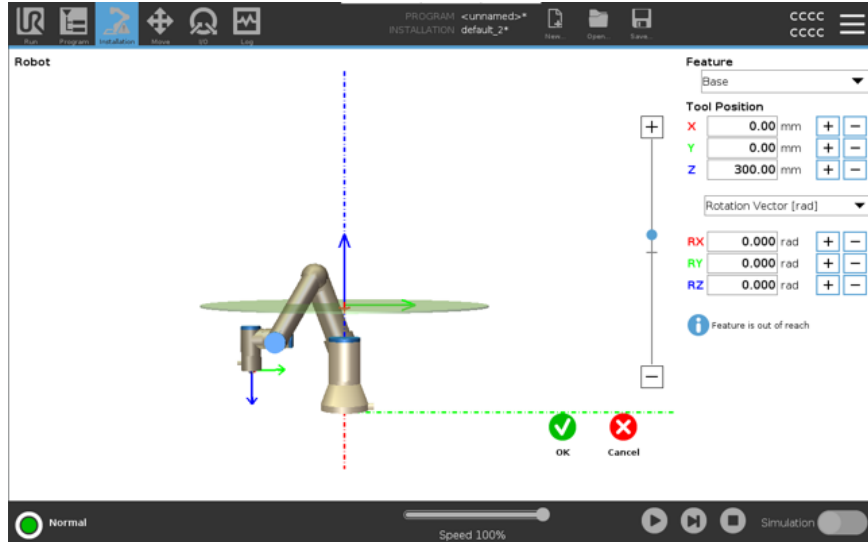 UR
Run
Program
Installation
Move
I/O
Log
PROGRAM <unnamed>*
INSTALLATION default_2*
New...
Open...
Save...
cccc
cccc
Robot
Feature
Base
Tool Position
X 0.00 mm + −
Y 0.00 mm + −
Z 300.00 mm + −
Rotation Vector [rad]
RX 0.000 rad + −
RY 0.000 rad + −
RZ 0.000 rad + −
i Feature is out of reach
+
−
OK
Cancel
Normal
Speed 100%
Simulation